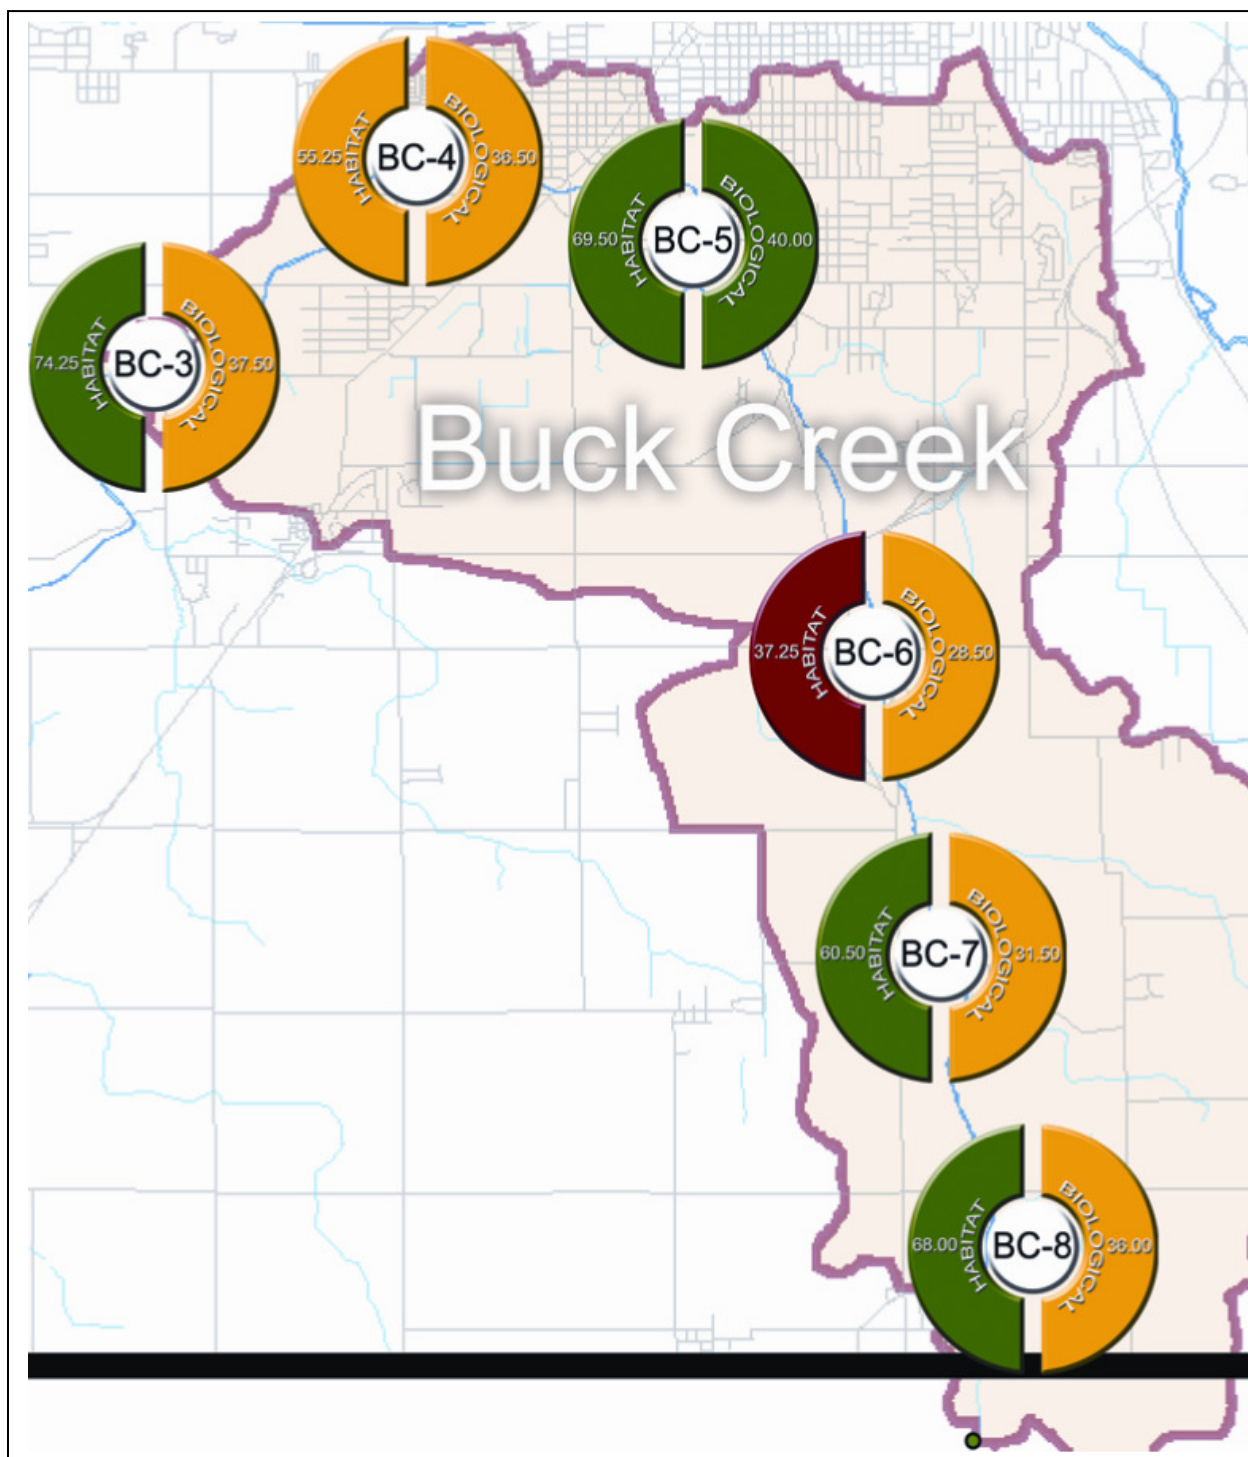 55.25
HABITAT
BC-4
BIOLOGICAL
36.50
69.50
HABITAT
BC-5
BIOLOGICAL
40.00
74.25
HABITAT
BC-3
BIOLOGICAL
37.50
Buck Creek
37.25
HABITAT
BC-6
BIOLOGICAL
28.50
60.50
HABITAT
BC-7
BIOLOGICAL
31.50
68.00
HABITAT
BC-8
BIOLOGICAL
36.00